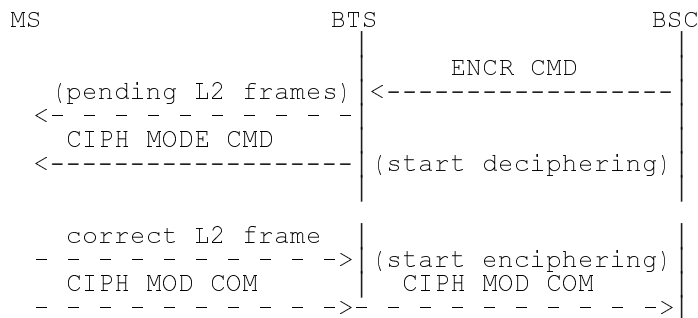 MS BTS BSC
ENCR CMD
(pending L2 frames)
CIPH MODE CMD
(start deciphering)
correct L2 frame
(start enciphering)
CIPH MOD COM CIPH MOD COM